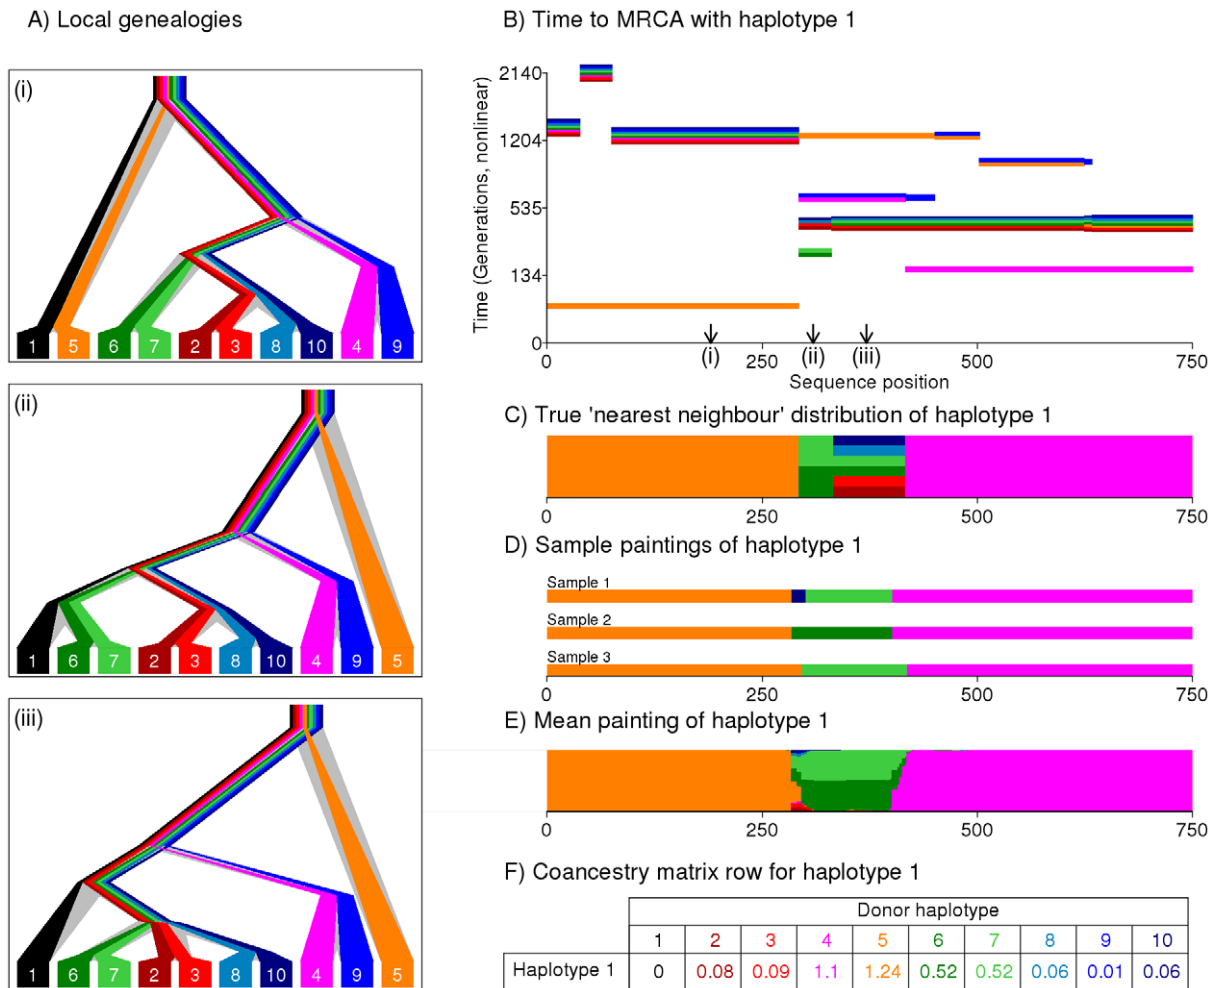 A) Local genealogies
(i)
1 5 6 7 2 3 8 10 4 9
(ii)
1 6 7 2 3 8 10 4 9 5
(iii)
1 6 7 2 3 8 10 4 9 5
B) Time to MRCA with haplotype 1
Time (Generations, nonlinear)
2140
1204
535
134
0
(i) (ii) (iii)
0 250 500 750
Sequence position
C) True 'nearest neighbour' distribution of haplotype 1
0 250 500 750
D) Sample paintings of haplotype 1
Sample 1
Sample 2
Sample 3
0 250 500 750
E) Mean painting of haplotype 1
0 250 500 750
F) Coancestry matrix row for haplotype 1
Donor haplotype
1 2 3 4 5 6 7 8 9 10
Haplotype 1 0 0.08 0.09 1.1 1.24 0.52 0.52 0.06 0.01 0.06